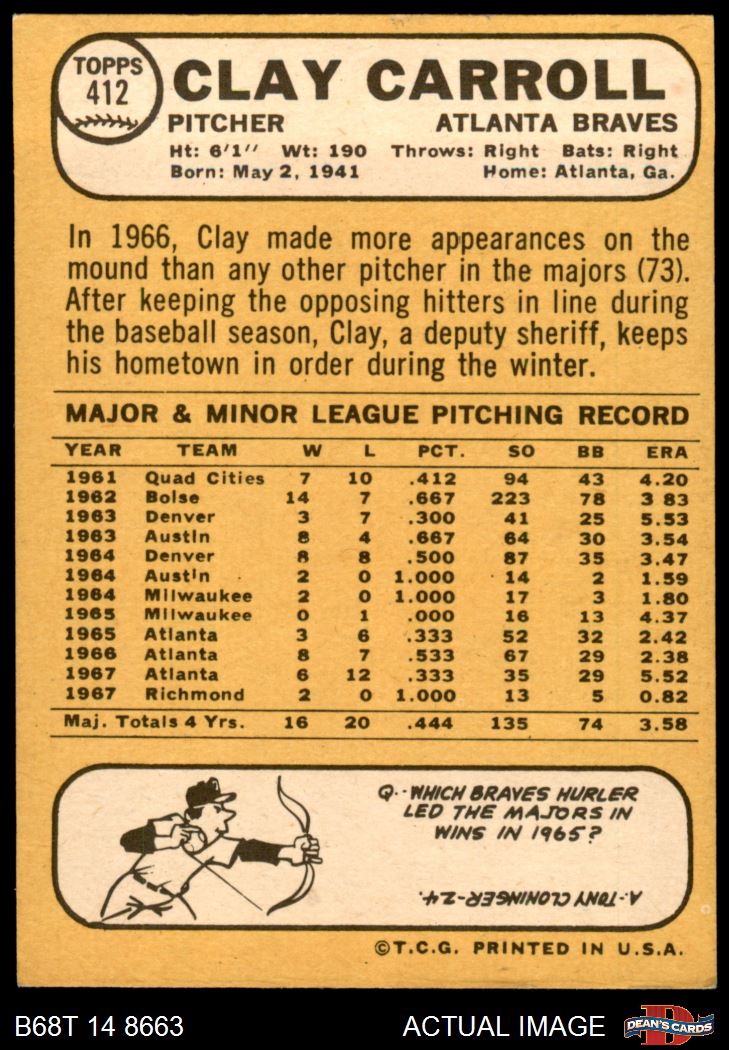 TOPPS
412
CLAY CARROLL
PITCHER ATLANTA BRAVES
Ht: 6'1" Wt: 190 Throws: Right Bats: Right
Born: May 2, 1941 Home: Atlanta, Ga.
In 1966, Clay made more appearances on the
mound than any other pitcher in the majors (73).
After keeping the opposing hitters in line during
the baseball season, Clay, a deputy sheriff, keeps
his hometown in order during the winter.
MAJOR & MINOR LEAGUE PITCHING RECORD
YEAR TEAM W L PCT. SO BB ERA
1961 Quad Cities 7 10 .412 94 43 4.20
1962 Boise 14 7 .667 223 78 3 83
1963 Denver 3 7 .300 41 25 5.53
1963 Austin 8 4 .667 64 30 3.54
1964 Denver 8 8 .500 87 35 3.47
1964 Austin 2 0 1.000 14 2 1.59
1964 Milwaukee 2 0 1.000 17 3 1.80
1965 Milwaukee 0 1 .000 16 13 4.37
1965 Atlanta 3 6 .333 52 32 2.42
1966 Atlanta 8 7 .533 67 29 2.38
1967 Atlanta 6 12 .333 35 29 5.52
1967 Richmond 2 0 1.000 13 5 0.82
Maj. Totals 4 Yrs. 16 20 .444 135 74 3.58
Q.-WHICH BRAVES HURLER
LED THE MAJORS IN
WINS IN 1965?
A-TONY CLONINGER-24.
©T.C.G. PRINTED IN U.S.A.
B68T 14 8663 ACTUAL IMAGE DEAN'S CARDS